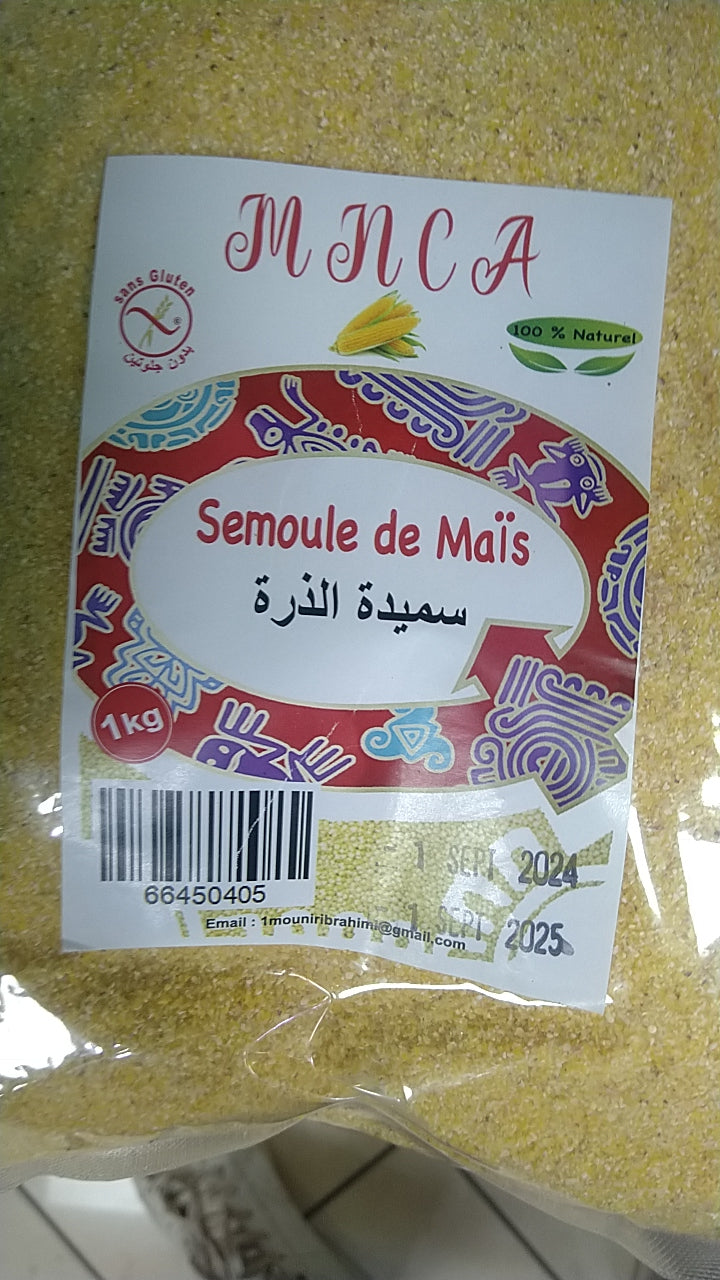 MNCA
sans Gluten
بدون جلوتين
100 % Naturel
Semoule de Maïs
سميدة الذرة
1kg
66450405
1 SEPT 2024
1 SEPT 2025
Email : 1mouniribrahimi@gmail,com